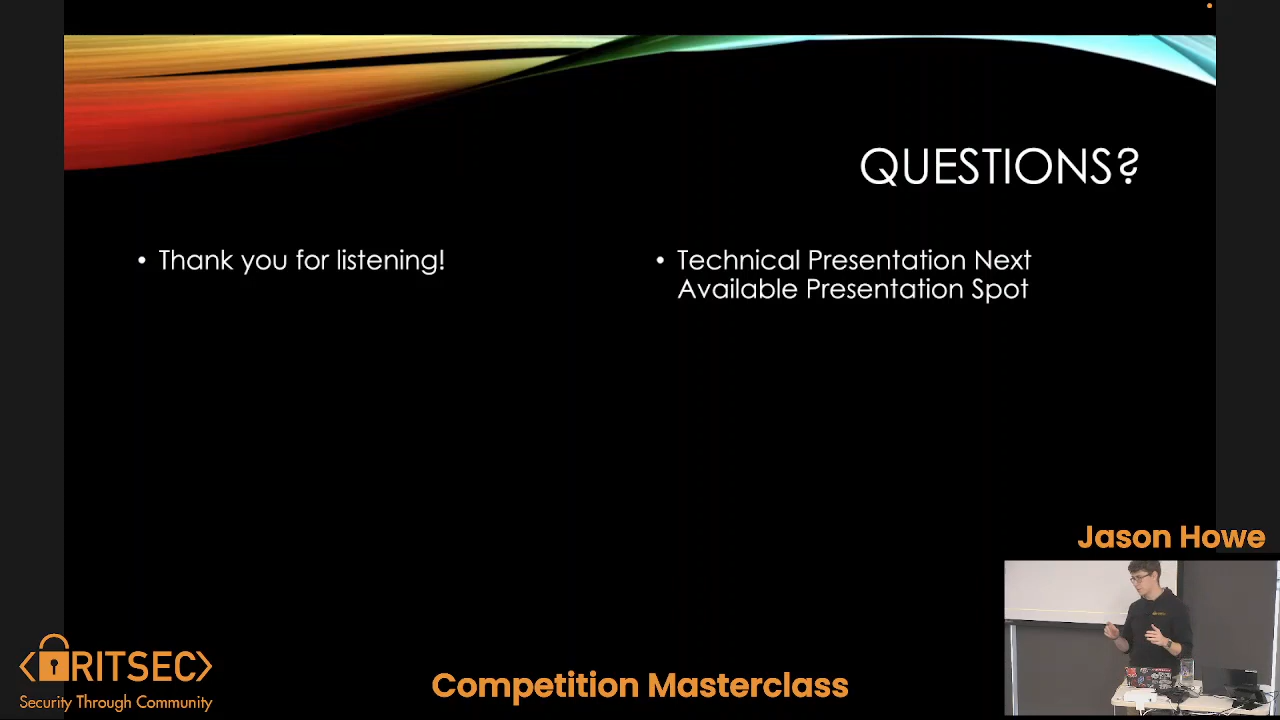 QUESTIONS?
• Thank you for listening!
• Technical Presentation Next
Available Presentation Spot
Jason Howe
RITSEC
Security Through Community
Competition Masterclass